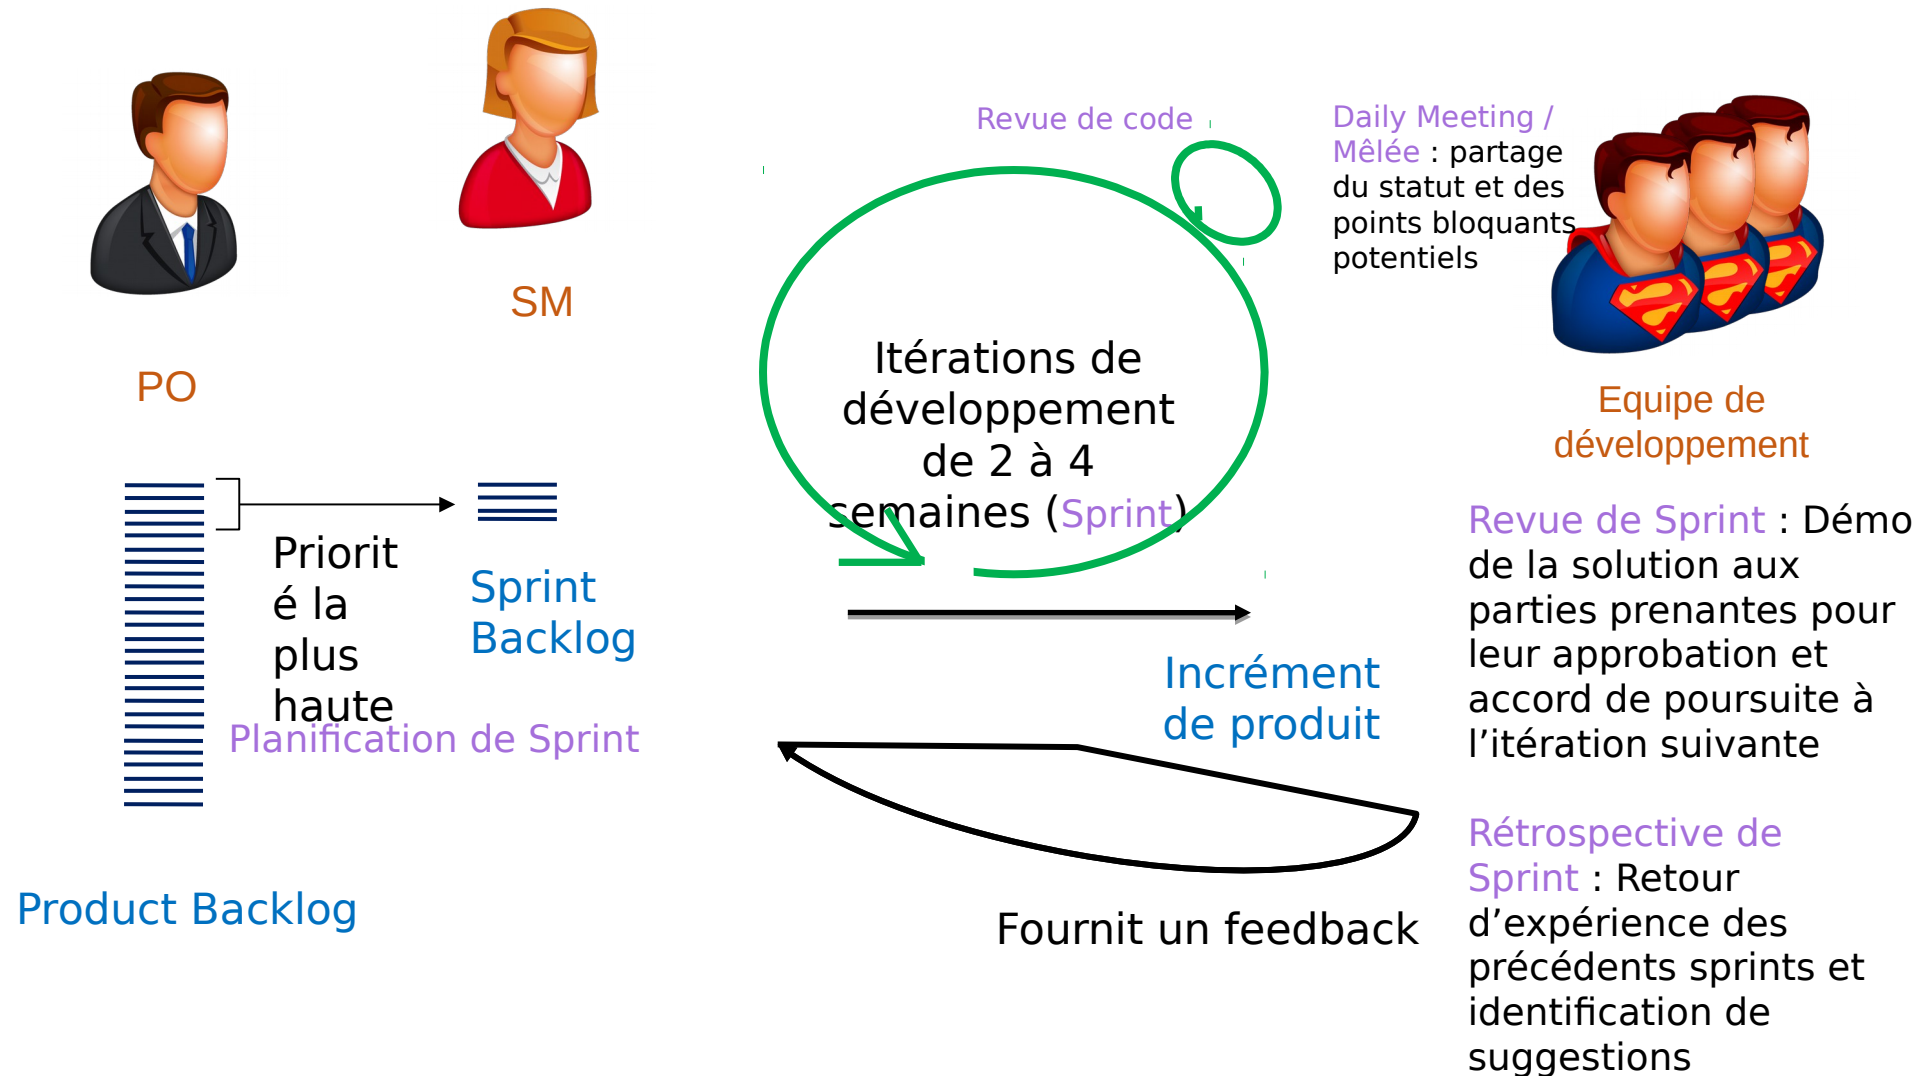 SM
PO
Revue de code
Daily Meeting /
Mêlée : partage
du statut et des
points bloquants
potentiels
Itérations de
développement
de 2 à 4
semaines (Sprint)
Equipe de
développement
Priorit
é la
plus
haute
Sprint
Backlog
Planification de Sprint
Product Backlog
Incrément
de produit
Fournit un feedback
Revue de Sprint : Démo
de la solution aux
parties prenantes pour
leur approbation et
accord de poursuite à
l’itération suivante
Rétrospective de
Sprint : Retour
d’expérience des
précédents sprints et
identification de
suggestions